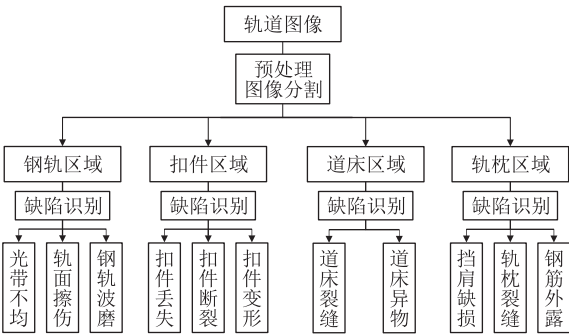 轨道图像
预处理
图像分割
钢轨区域
扣件区域
道床区域
轨枕区域
缺陷识别
缺陷识别
缺陷识别
缺陷识别
光带不均
轨面擦伤
钢轨波磨
扣件丢失
扣件断裂
扣件变形
道床裂缝
道床异物
挡肩缺损
轨枕裂缝
钢筋外露